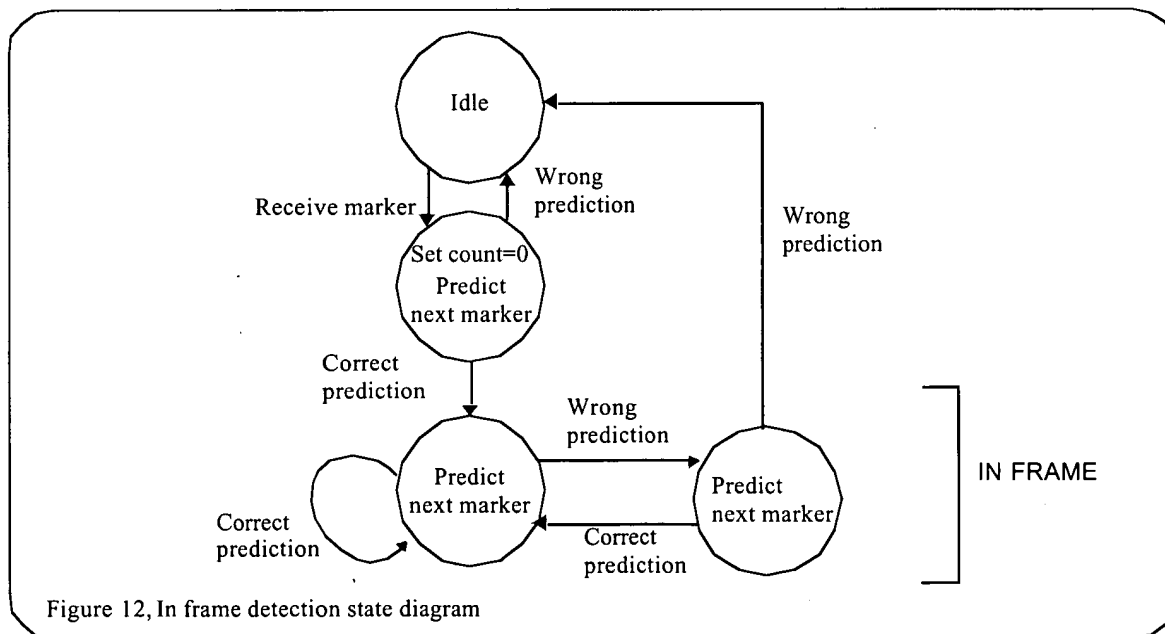 Idle
Receive marker
Wrong
prediction
Wrong
prediction
Set count=0
Predict
next marker
Correct
prediction
Wrong
prediction
Predict
next marker
Predict
next marker
IN FRAME
Correct
prediction
Correct
prediction
Figure 12, In frame detection state diagram